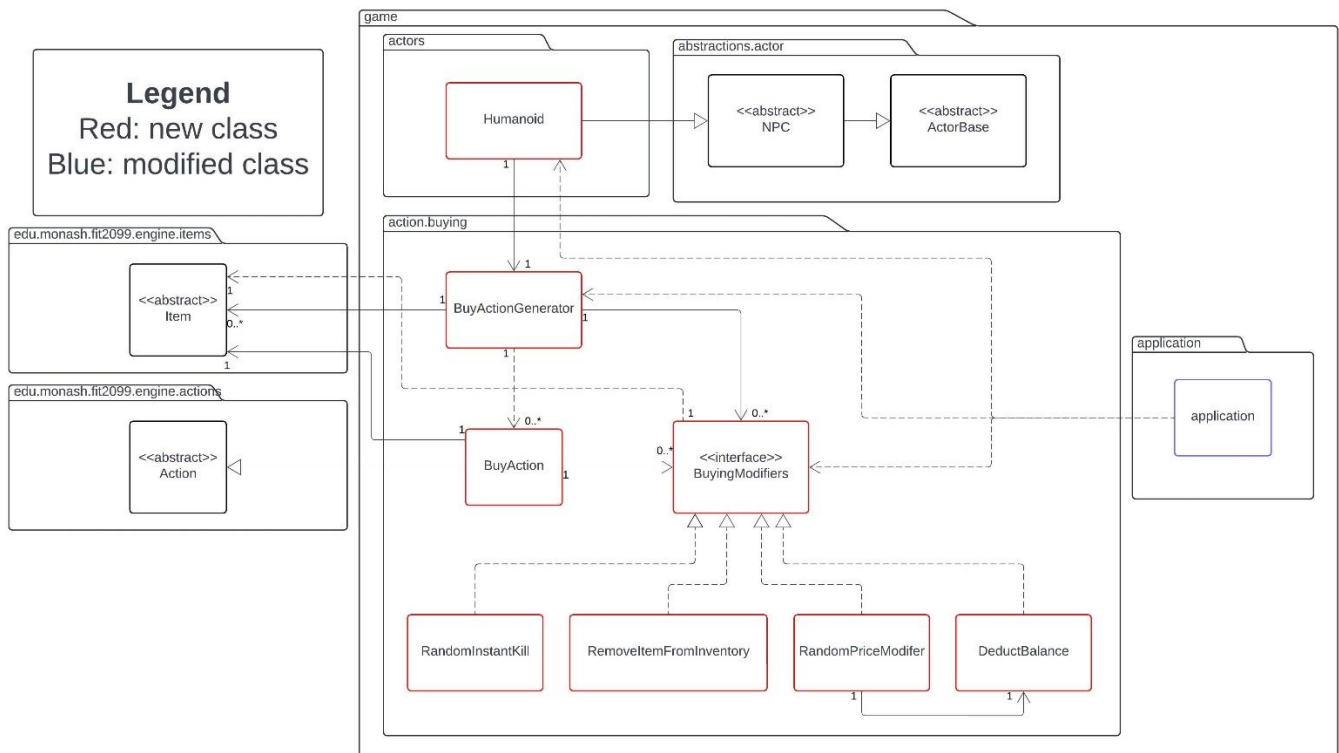 game
actors
abstractions.actor
Legend
Red: new class
Blue: modified class
Humanoid
<<abstract>>
NPC
<<abstract>>
ActorBase
1
action.buying
edu.monash.fit2099.engine.items
1
<<abstract>>
Item
1
0..*
1
BuyActionGenerator
1
1
1
application
application
edu.monash.fit2099.engine.actions
<<abstract>>
Action
0..*
1
BuyAction
1
1
0..*
0..*
<<interface>>
BuyingModifiers
RandomInstantKill
RemoveItemFromInventory
RandomPriceModifer
DeductBalance
1
1